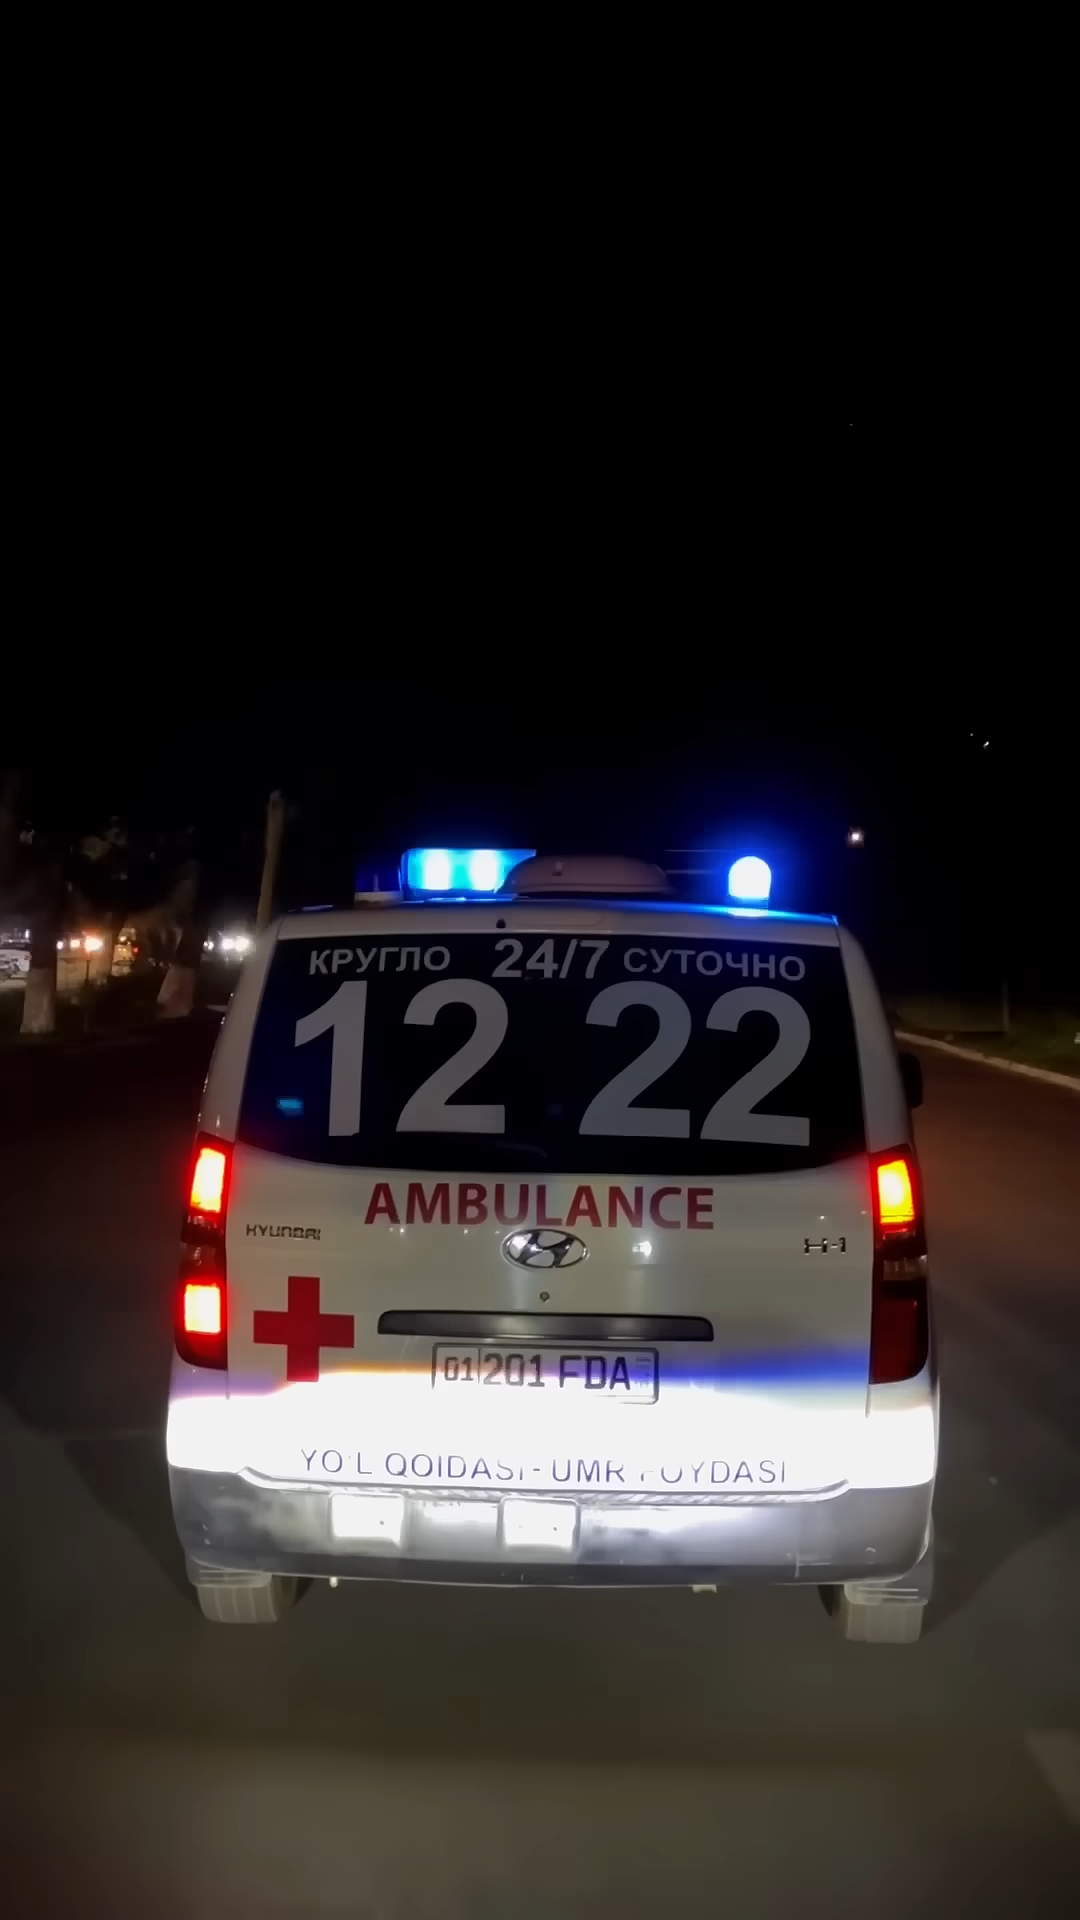 КРУГЛО 24/7 СУТОЧНО
12 22
AMBULANCE
HYUNDAI H-1
01 201 FDA
YO'L QOIDASI - UMR FOYDASI